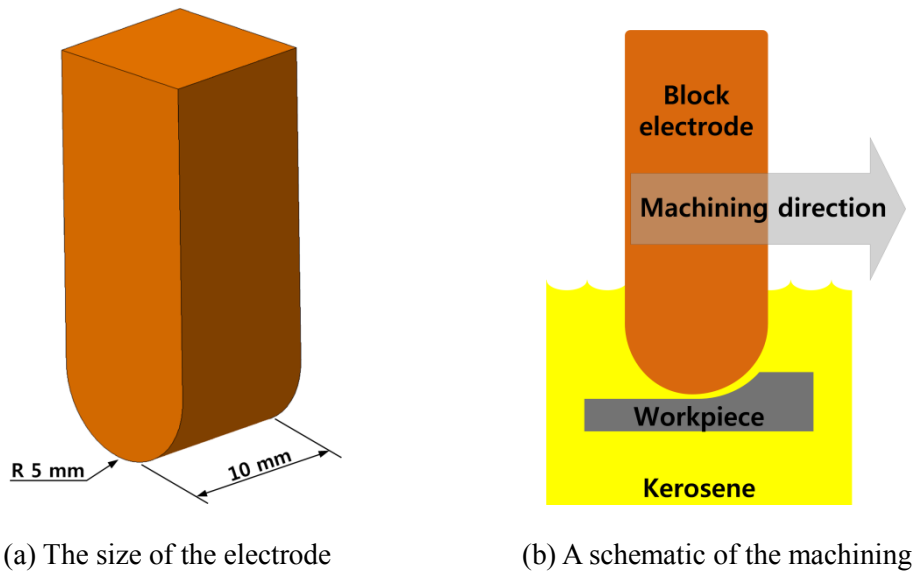 R 5 mm
10 mm
(a) The size of the electrode
Block
electrode
Machining direction
Workpiece
Kerosene
(b) A schematic of the machining